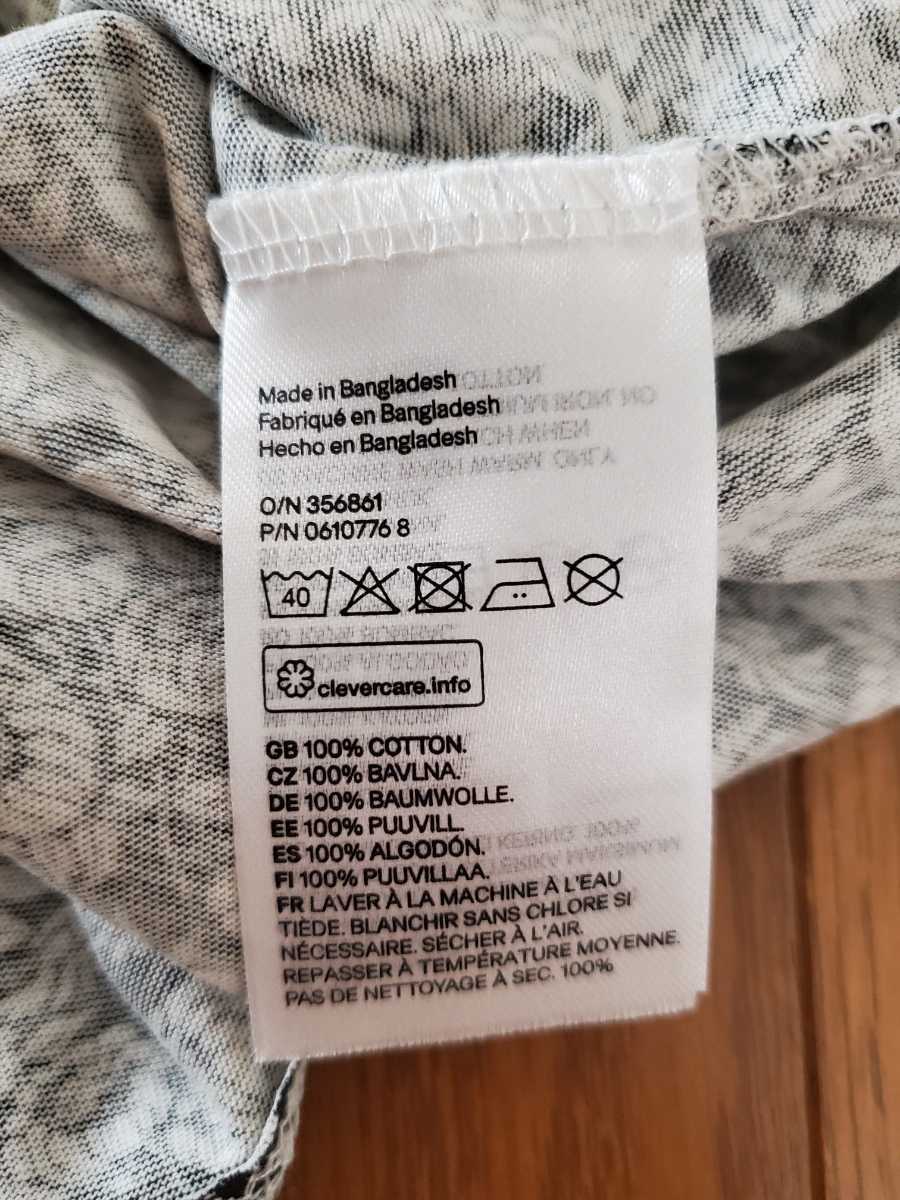 Made in Bangladesh
Fabriqué en Bangladesh
Hecho en Bangladesh
O/N 356861
P/N 0610776 8
40
clevercare.info
GB 100% COTTON.
CZ 100% BAVLNA.
DE 100% BAUMWOLLE.
EE 100% PUUVILL.
ES 100% ALGODÓN.
FI 100% PUUVILLAA.
FR LAVER À LA MACHINE À L'EAU
TIÈDE. BLANCHIR SANS CHLORE SI
NÉCESSAIRE. SÉCHER À L'AIR.
REPASSER À TEMPÉRATURE MOYENNE.
PAS DE NETTOYAGE À SEC. 100%